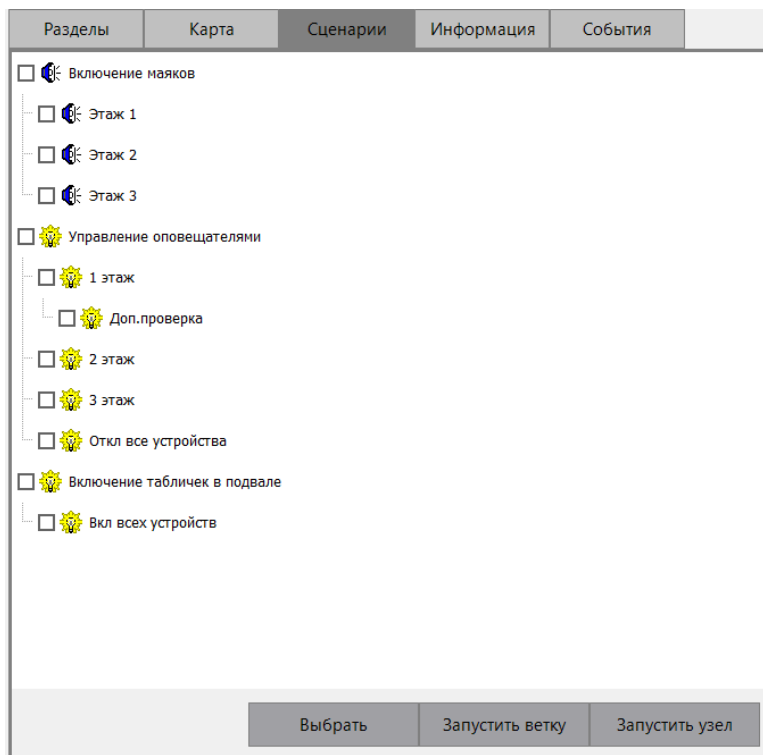 Разделы Карта Сценарии Информация События
Включение маяков
Этаж 1
Этаж 2
Этаж 3
Управление оповещателями
1 этаж
Доп.проверка
2 этаж
3 этаж
Откл все устройства
Включение табличек в подвале
Вкл всех устройств
Выбрать Запустить ветку Запустить узел